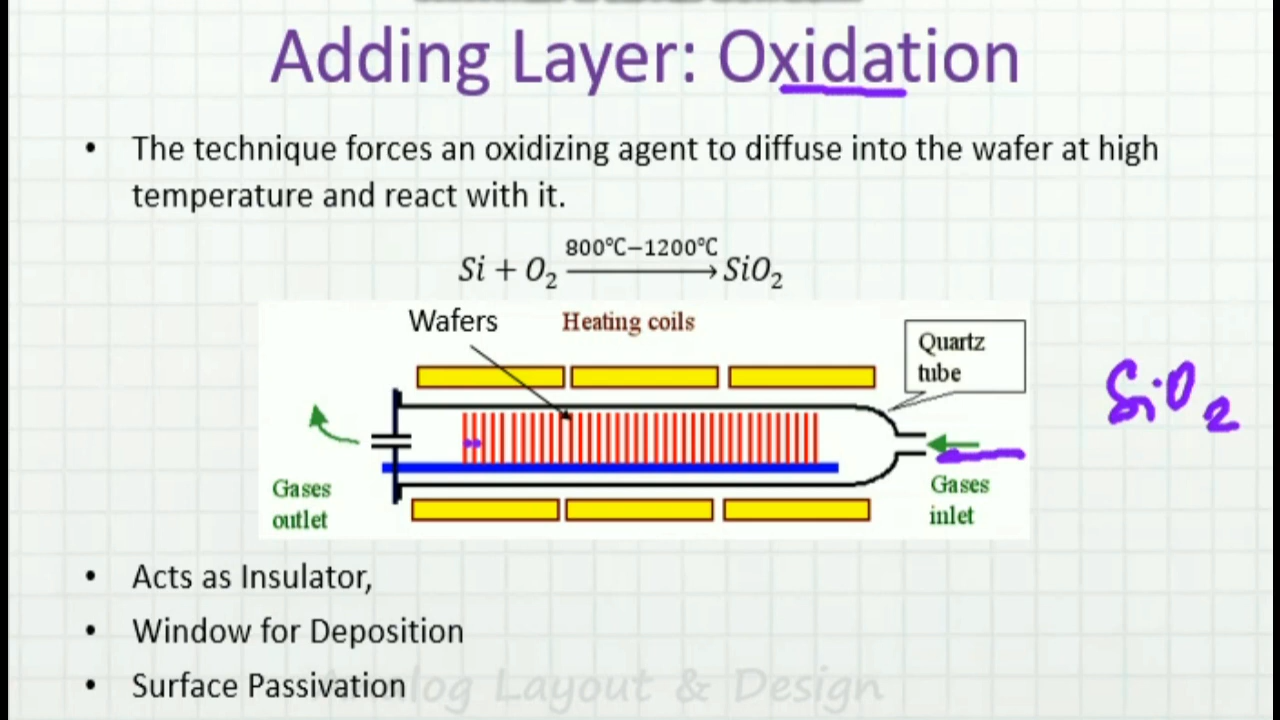 Adding Layer: Oxidation
• The technique forces an oxidizing agent to diffuse into the wafer at high
temperature and react with it.
800°C−1200°C
Si + O₂ ⟶ SiO₂
Wafers
Heating coils
Quartz
tube
SiO₂
Gases
outlet
Gases
inlet
• Acts as Insulator,
• Window for Deposition
• Surface Passivation
Analog Layout & Design